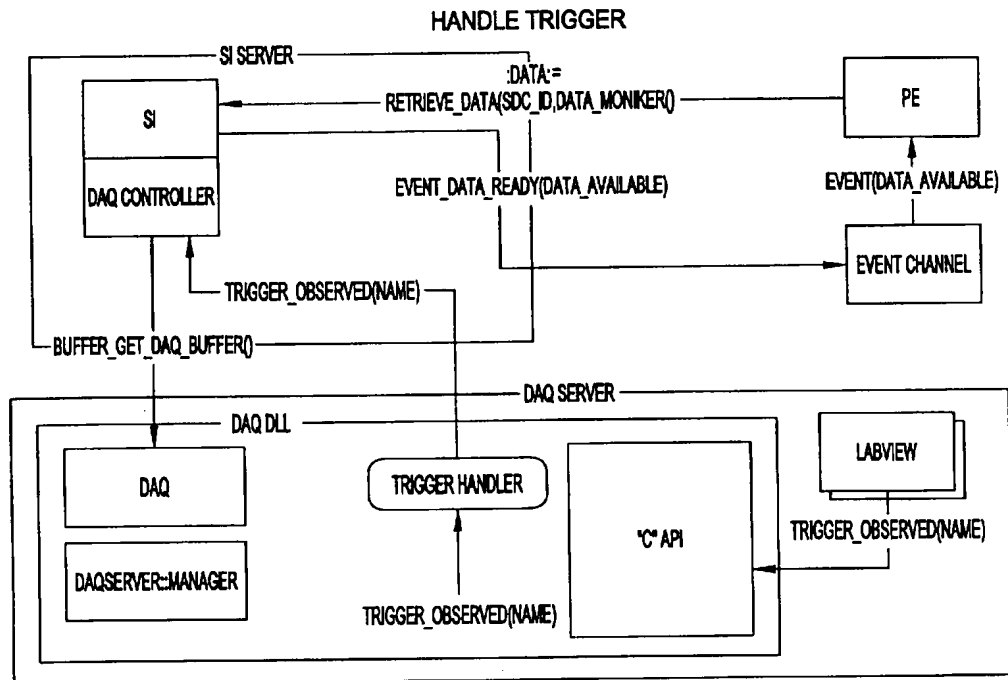 HANDLE TRIGGER
SI SERVER
:DATA:=
RETRIEVE_DATA(SDC_ID,DATA_MONIKER()
SI
PE
DAQ CONTROLLER
EVENT_DATA_READY(DATA_AVAILABLE)
EVENT(DATA_AVAILABLE)
EVENT CHANNEL
TRIGGER_OBSERVED(NAME)
BUFFER_GET_DAQ_BUFFER()
DAQ SERVER
DAQ DLL
LABVIEW
DAQ
TRIGGER HANDLER
"C" API
TRIGGER_OBSERVED(NAME)
DAQSERVER::MANAGER
TRIGGER_OBSERVED(NAME)